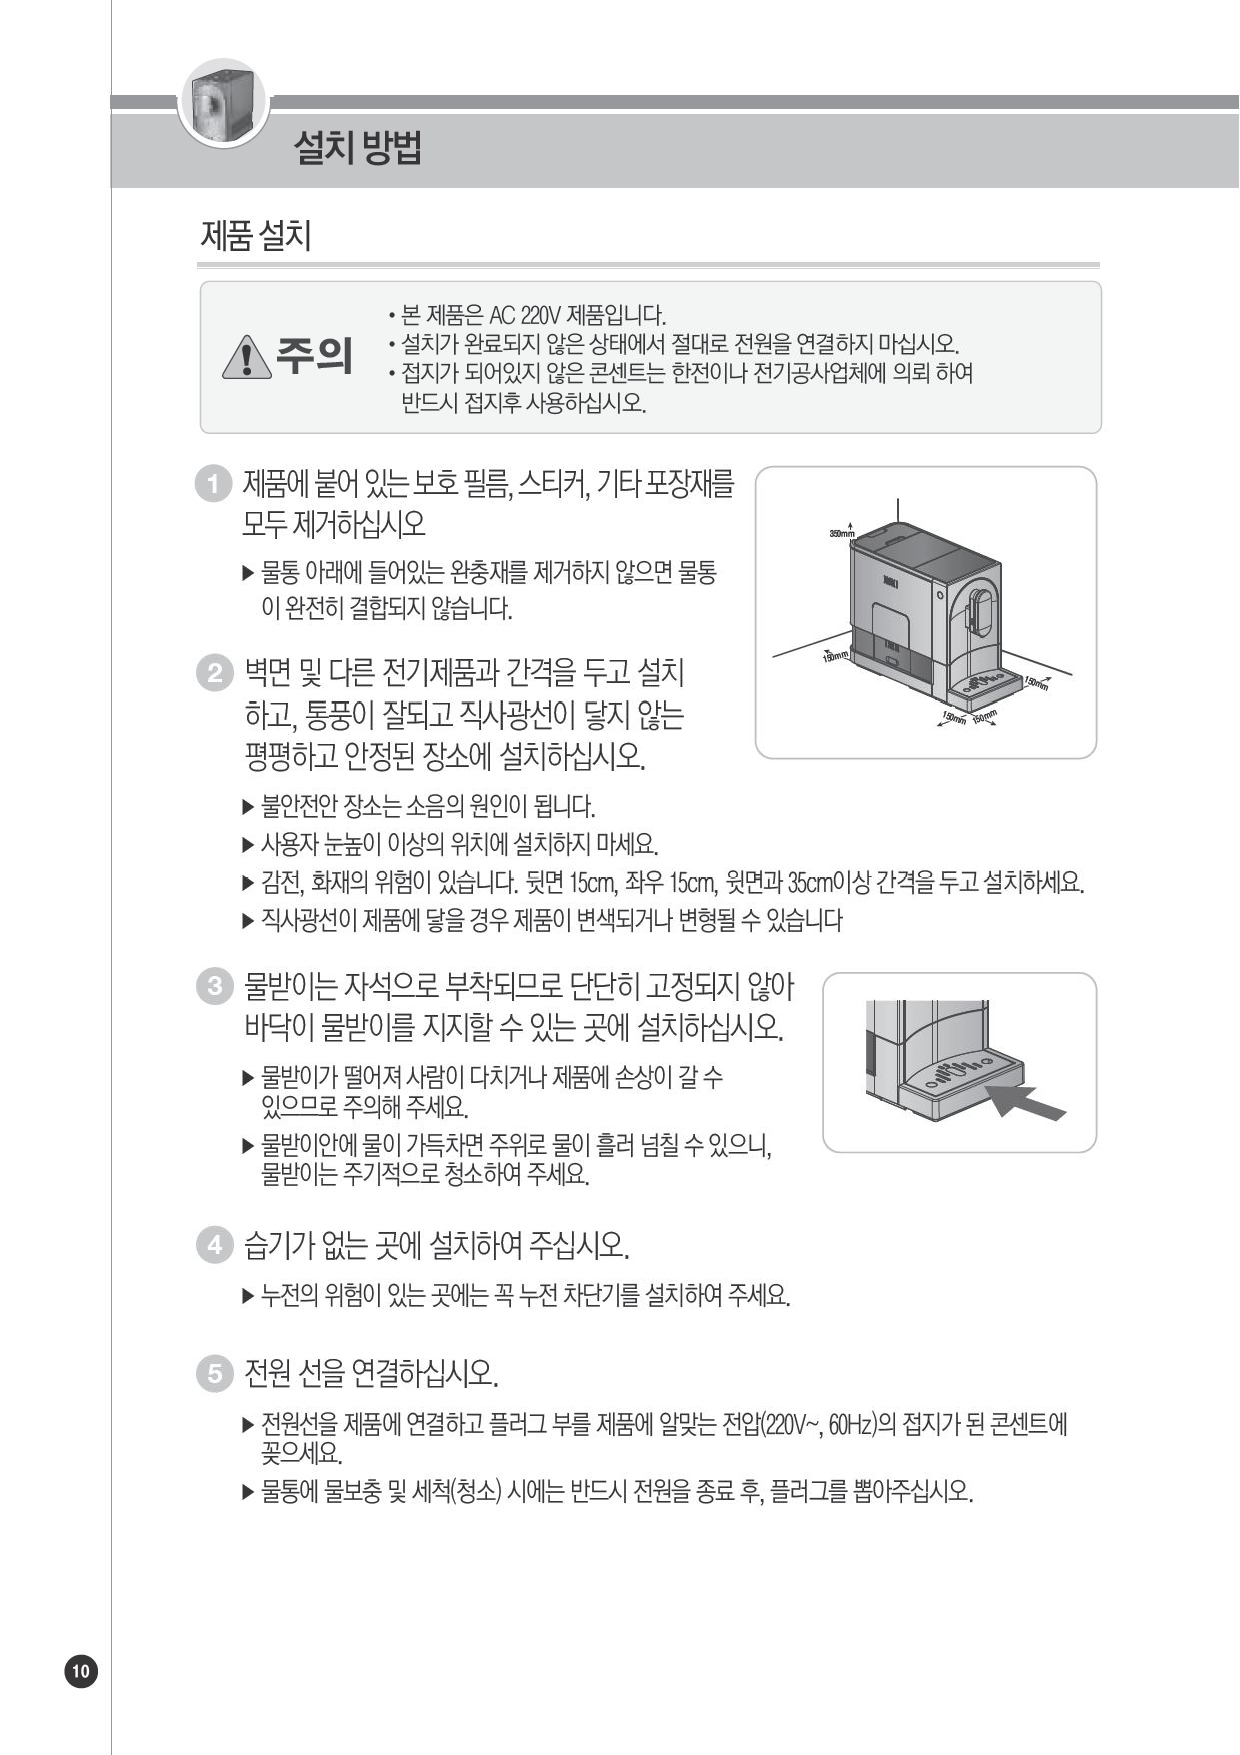 설치 방법
제품 설치
주의
• 본 제품은 AC 220V 제품입니다.
• 설치가 완료되지 않은 상태에서 절대로 전원을 연결하지 마십시오.
• 접지가 되어있지 않은 콘센트는 한전이나 전기공사업체에 의뢰 하여
반드시 접지후 사용하십시오.
1 제품에 붙어 있는 보호 필름, 스티커, 기타 포장재를
모두 제거하십시오
▶ 물통 아래에 들어있는 완충재를 제거하지 않으면 물통
이 완전히 결합되지 않습니다.
350mm
150mm
150mm
150mm 150mm
2 벽면 및 다른 전기제품과 간격을 두고 설치
하고, 통풍이 잘되고 직사광선이 닿지 않는
평평하고 안정된 장소에 설치하십시오.
▶ 불안전안 장소는 소음의 원인이 됩니다.
▶ 사용자 눈높이 이상의 위치에 설치하지 마세요.
▶ 감전, 화재의 위험이 있습니다. 뒷면 15cm, 좌우 15cm, 윗면과 35cm이상 간격을 두고 설치하세요.
▶ 직사광선이 제품에 닿을 경우 제품이 변색되거나 변형될 수 있습니다
3 물받이는 자석으로 부착되므로 단단히 고정되지 않아
바닥이 물받이를 지지할 수 있는 곳에 설치하십시오.
▶ 물받이가 떨어져 사람이 다치거나 제품에 손상이 갈 수
있으므로 주의해 주세요.
▶ 물받이안에 물이 가득차면 주위로 물이 흘러 넘칠 수 있으니,
물받이는 주기적으로 청소하여 주세요.
4 습기가 없는 곳에 설치하여 주십시오.
▶ 누전의 위험이 있는 곳에는 꼭 누전 차단기를 설치하여 주세요.
5 전원 선을 연결하십시오.
▶ 전원선을 제품에 연결하고 플러그 부를 제품에 알맞는 전압(220V~, 60Hz)의 접지가 된 콘센트에
꽂으세요.
▶ 물통에 물보충 및 세척(청소) 시에는 반드시 전원을 종료 후, 플러그를 뽑아주십시오.
10